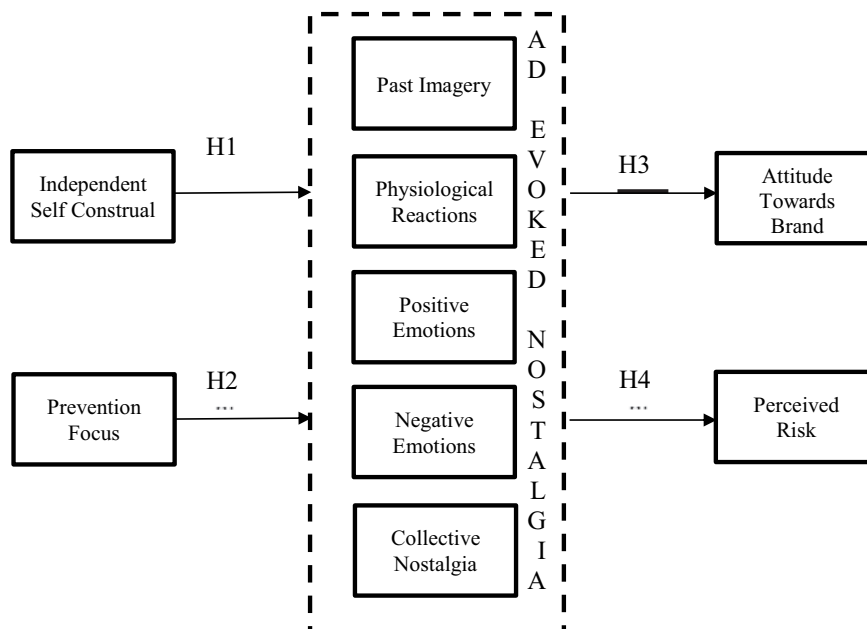 H1
Independent
Self Construal
H2
...
Prevention
Focus
Past Imagery
Physiological
Reactions
Positive
Emotions
Negative
Emotions
Collective
Nostalgia
AD EVOKED NOSTALGIA
H3
Attitude
Towards
Brand
H4
...
Perceived
Risk